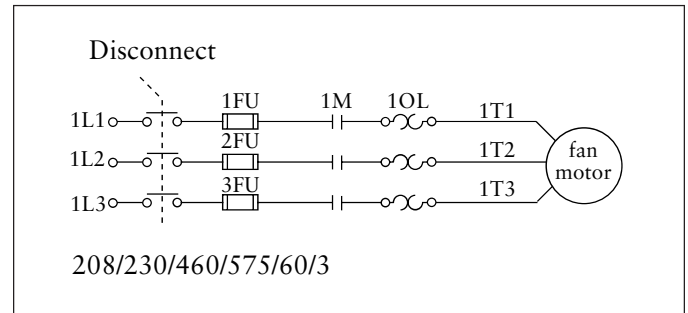 Disconnect
1FU 1M 1OL 1T1
1L1
2FU 1T2
1L2
fan
motor
3FU 1T3
1L3
208/230/460/575/60/3